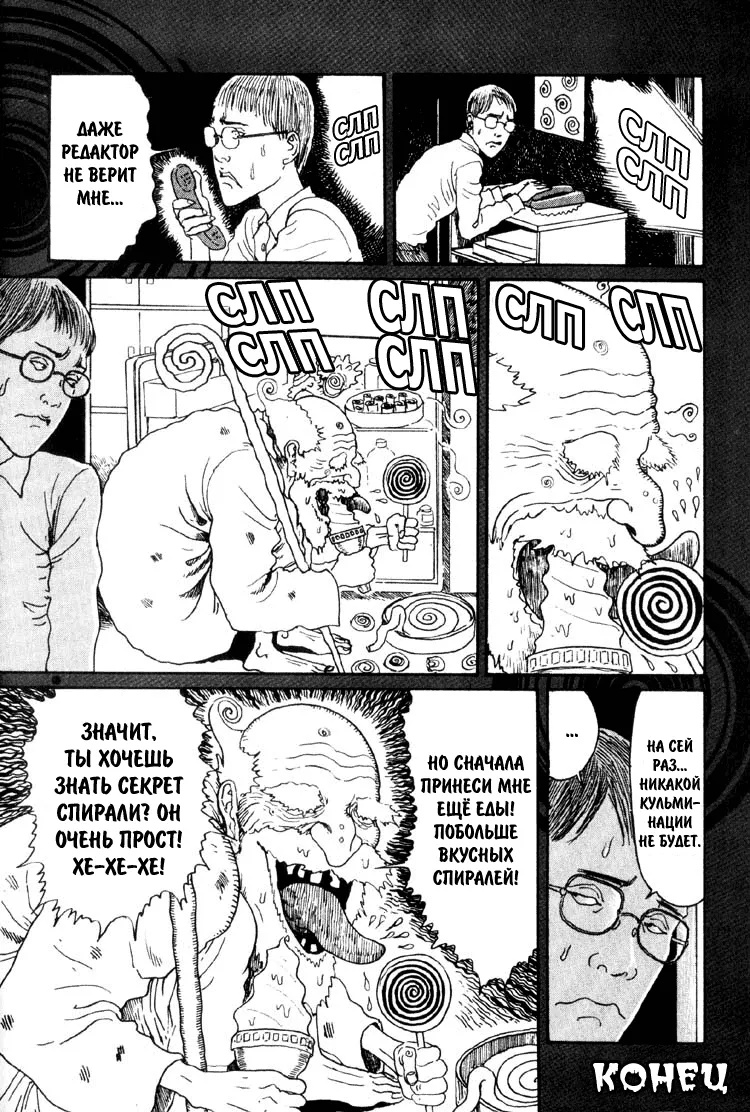 ДАЖЕ
РЕДАКТОР
НЕ ВЕРИТ
МНЕ...
СЛП
СЛП
СЛП
СЛП
СЛП
СЛП
СЛП
СЛП
СЛП
СЛП
ЗНАЧИТ,
ТЫ ХОЧЕШЬ
ЗНАТЬ СЕКРЕТ
СПИРАЛИ? ОН
ОЧЕНЬ ПРОСТ!
ХЕ-ХЕ-ХЕ!
НО СНАЧАЛА
ПРИНЕСИ МНЕ
ЕЩЁ ЕДЫ!
ПОБОЛЬШЕ
ВКУСНЫХ
СПИРАЛЕЙ!
...
НА СЕЙ
РАЗ...
НИКАКОЙ
КУЛЬМИ-
НАЦИИ
НЕ БУДЕТ.
КОНЕЦ